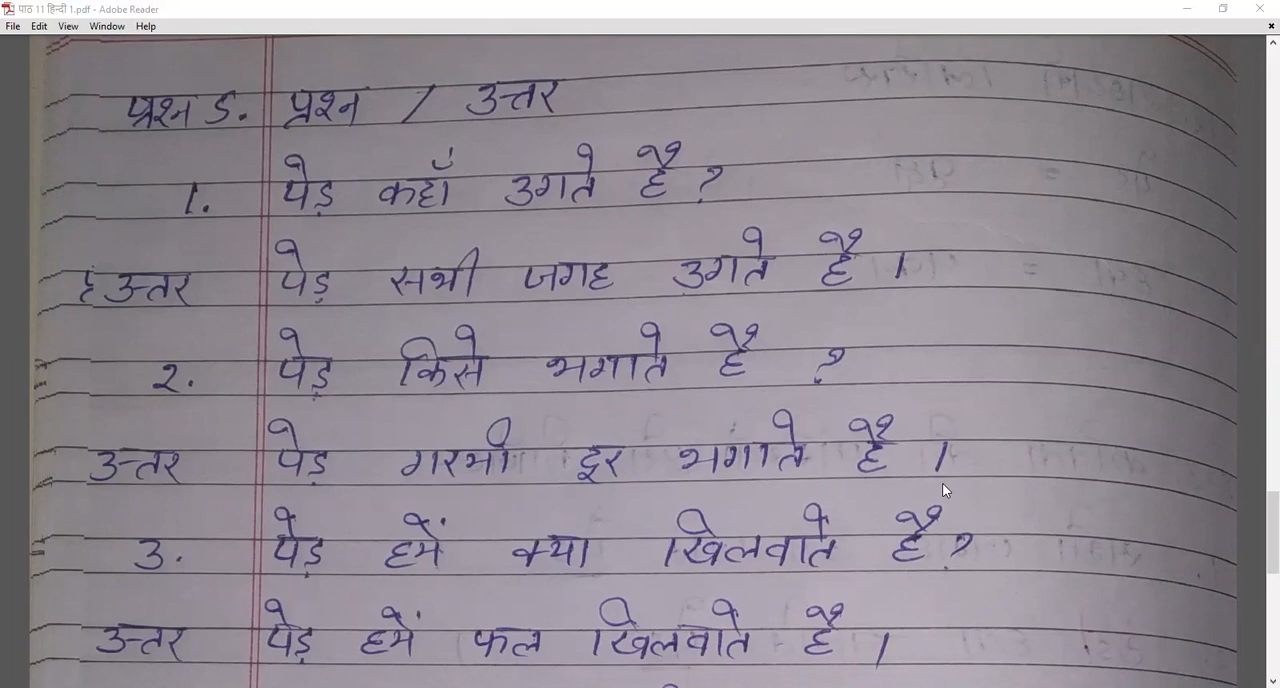 पाठ 11 हिन्दी 1.pdf - Adobe Reader
File Edit View Window Help
प्रश्न 5. प्रश्न / उत्तर
1. पेड़ कहाँ उगते हैं ?
उत्तर पेड़ सभी जगह उगते हैं ।
2. पेड़ किसे भगाते हैं ?
उत्तर पेड़ गरमी दूर भगाते हैं ।
3. पेड़ हमें क्या खिलवाते हैं ?
उत्तर पेड़ हमें फल खिलवाते हैं ।